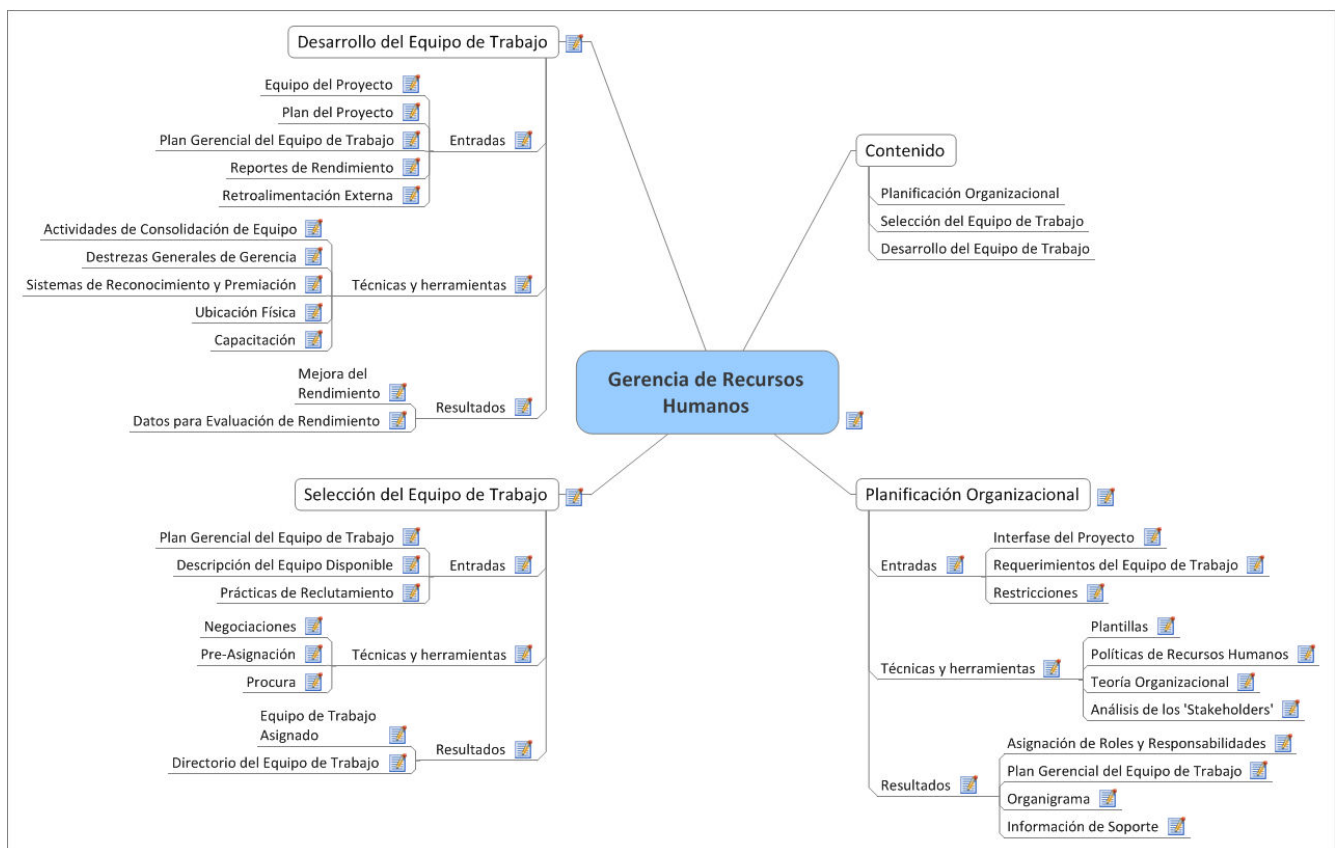 Desarrollo del Equipo de Trabajo
Equipo del Proyecto
Plan del Proyecto
Plan Gerencial del Equipo de Trabajo
Reportes de Rendimiento
Retroalimentación Externa
Entradas
Actividades de Consolidación de Equipo
Destrezas Generales de Gerencia
Sistemas de Reconocimiento y Premiación
Ubicación Física
Capacitación
Técnicas y herramientas
Mejora del
Rendimiento
Datos para Evaluación de Rendimiento
Resultados
Contenido
Planificación Organizacional
Selección del Equipo de Trabajo
Desarrollo del Equipo de Trabajo
Gerencia de Recursos
Humanos
Selección del Equipo de Trabajo
Plan Gerencial del Equipo de Trabajo
Descripción del Equipo Disponible
Prácticas de Reclutamiento
Entradas
Negociaciones
Pre-Asignación
Procura
Técnicas y herramientas
Equipo de Trabajo
Asignado
Directorio del Equipo de Trabajo
Resultados
Planificación Organizacional
Entradas
Interfase del Proyecto
Requerimientos del Equipo de Trabajo
Restricciones
Técnicas y herramientas
Plantillas
Políticas de Recursos Humanos
Teoría Organizacional
Análisis de los 'Stakeholders'
Resultados
Asignación de Roles y Responsabilidades
Plan Gerencial del Equipo de Trabajo
Organigrama
Información de Soporte